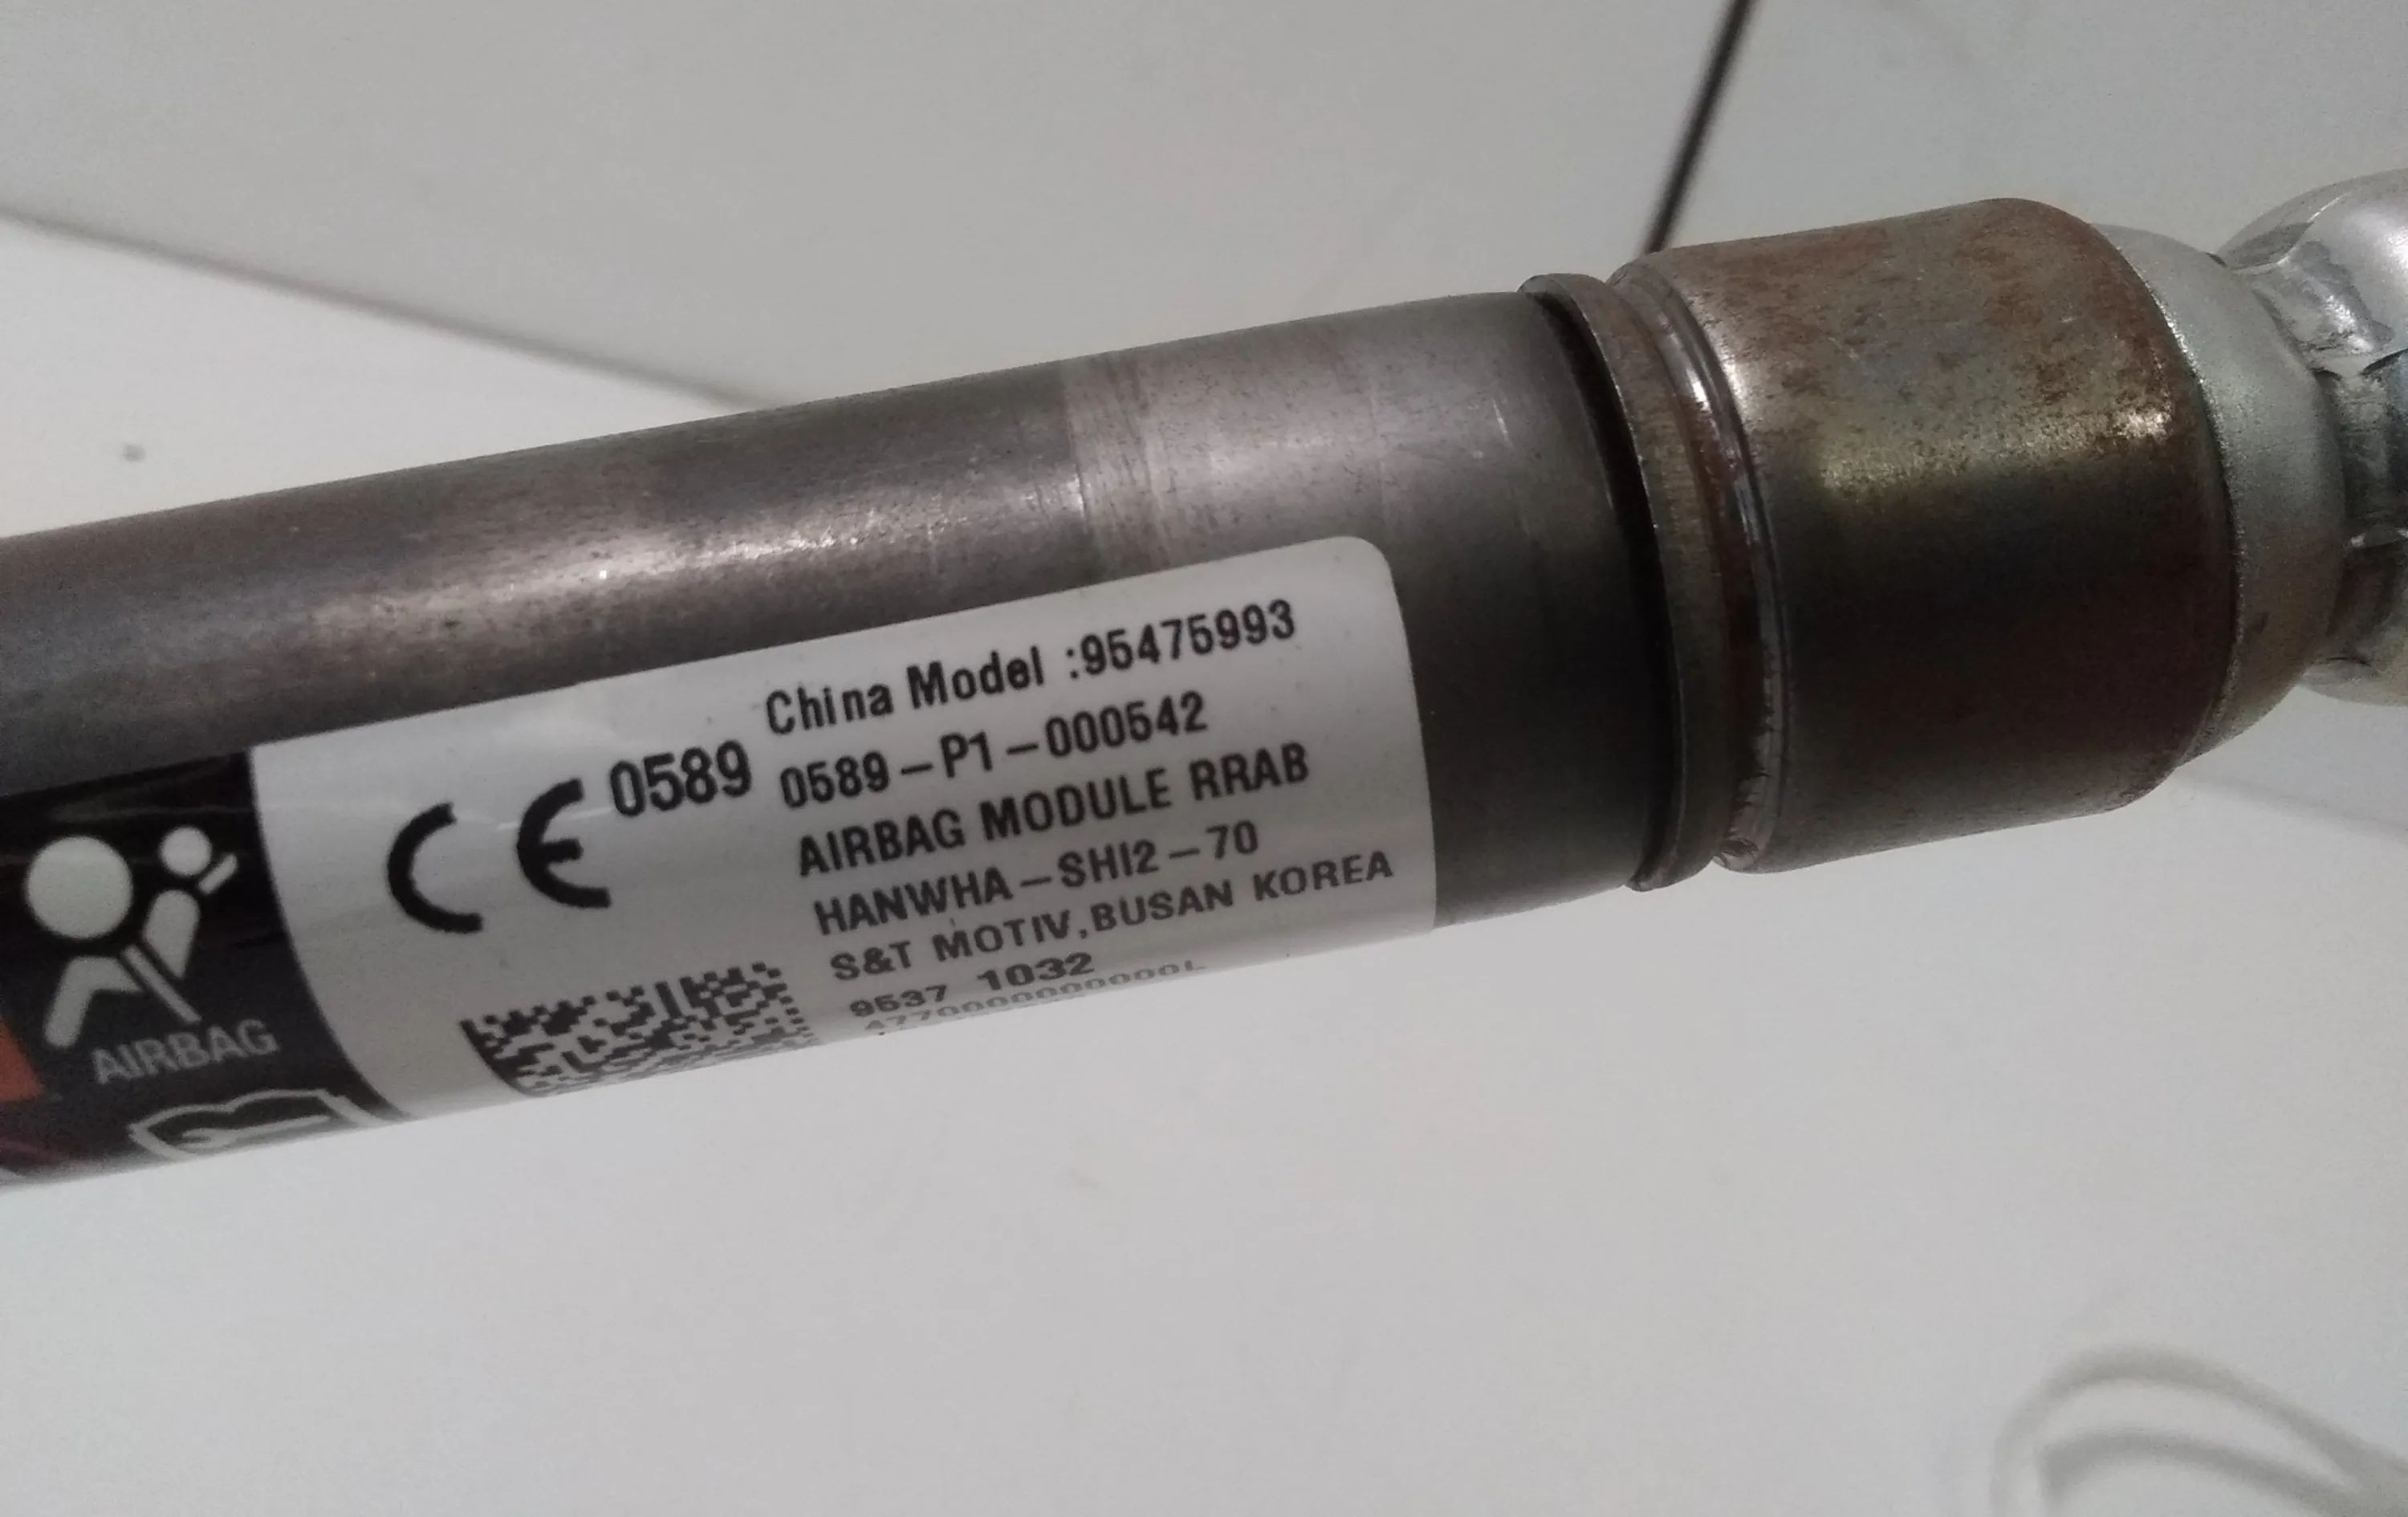 China Model :95475993
CE 0589
0589-P1-000542
AIRBAG MODULE RRAB
HANWHA-SHI2-70
S&T MOTIV,BUSAN KOREA
9537 1032
AIRBAG